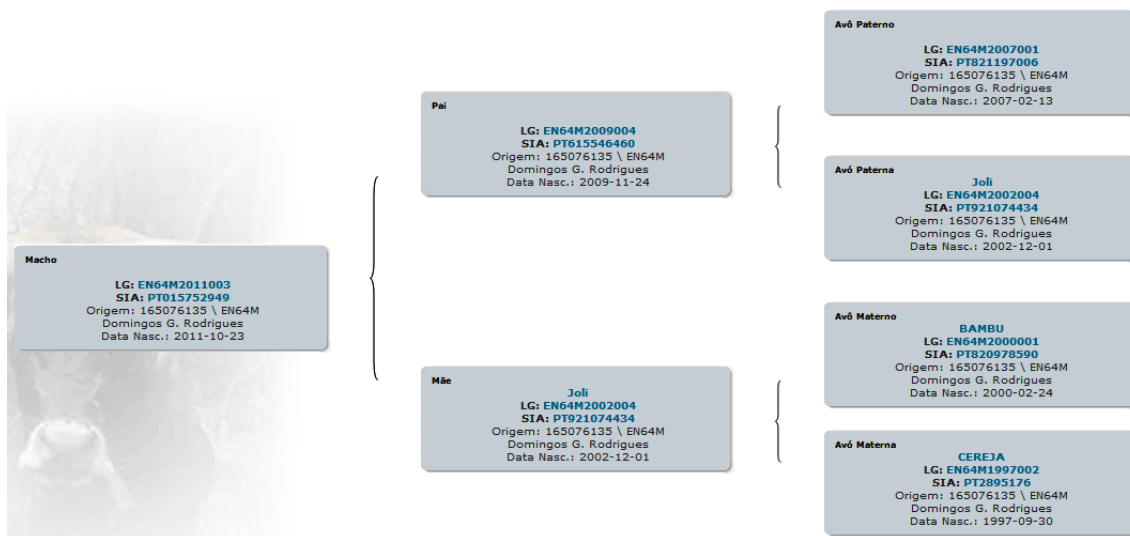 Avô Paterno
LG: EN64M2007001
SIA: PT821197006
Origem: 165076135 \ EN64M
Domingos G. Rodrigues
Data Nasc.: 2007-02-13
Pai
LG: EN64M2009004
SIA: PT615546460
Origem: 165076135 \ EN64M
Domingos G. Rodrigues
Data Nasc.: 2009-11-24
Avó Paterna
Joli
LG: EN64M2002004
SIA: PT921074434
Origem: 165076135 \ EN64M
Domingos G. Rodrigues
Data Nasc.: 2002-12-01
Macho
LG: EN64M2011003
SIA: PT015752949
Origem: 165076135 \ EN64M
Domingos G. Rodrigues
Data Nasc.: 2011-10-23
Avô Materno
BAMBU
LG: EN64M2000001
SIA: PT820978590
Origem: 165076135 \ EN64M
Domingos G. Rodrigues
Data Nasc.: 2000-02-24
Mãe
Joli
LG: EN64M2002004
SIA: PT921074434
Origem: 165076135 \ EN64M
Domingos G. Rodrigues
Data Nasc.: 2002-12-01
Avó Materna
CEREJA
LG: EN64M1997002
SIA: PT2895176
Origem: 165076135 \ EN64M
Domingos G. Rodrigues
Data Nasc.: 1997-09-30